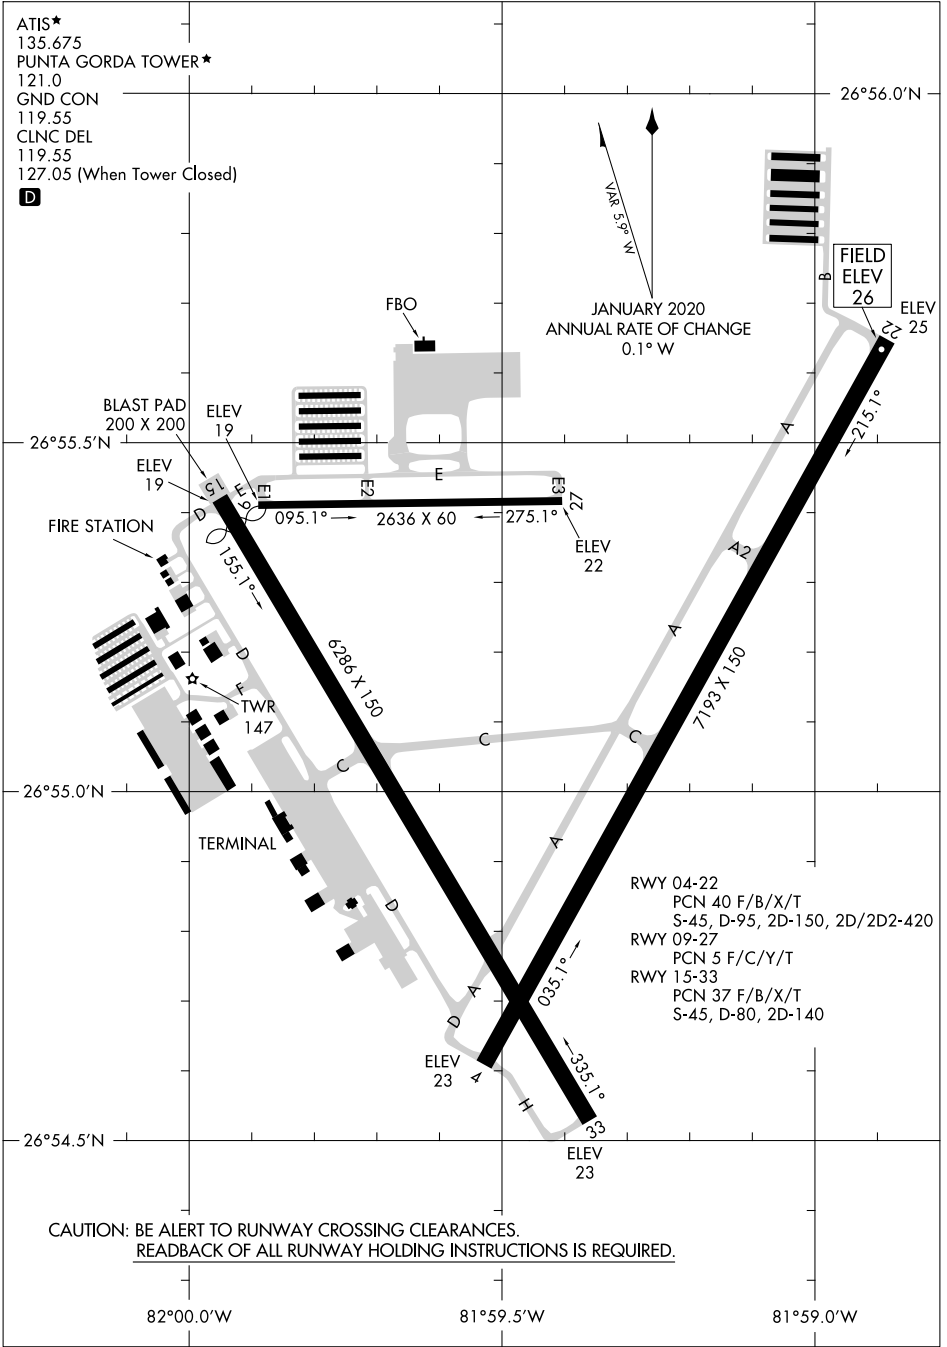 ATIS★
135.675
PUNTA GORDA TOWER★
121.0
GND CON
119.55
CLNC DEL
119.55
127.05 (When Tower Closed)
D
26°56.0'N
VAR 5.9° W
JANUARY 2020
ANNUAL RATE OF CHANGE
0.1° W
B
FIELD
ELEV
26
ELEV
25
22
215.1°
FBO
BLAST PAD
200 X 200
ELEV
19
26°55.5'N
ELEV
19
15
E
9
E1
E2
E
E3
27
095.1°
2636 X 60
275.1°
ELEV
22
A
A2
FIRE STATION
D
155.1°
6286 X 150
D
F
TWR
147
A
7193 X 150
C
C
C
26°55.0'N
TERMINAL
A
D
RWY 04-22
PCN 40 F/B/X/T
S-45, D-95, 2D-150, 2D/2D2-420
RWY 09-27
PCN 5 F/C/Y/T
RWY 15-33
PCN 37 F/B/X/T
S-45, D-80, 2D-140
A
035.1°
D
ELEV
23
4
335.1°
H
33
ELEV
23
26°54.5'N
CAUTION: BE ALERT TO RUNWAY CROSSING CLEARANCES.
READBACK OF ALL RUNWAY HOLDING INSTRUCTIONS IS REQUIRED.
82°00.0'W
81°59.5'W
81°59.0'W